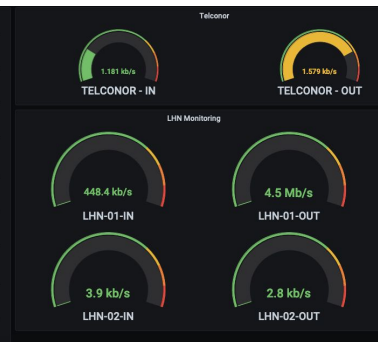 Telconor
1.181 kb/s 1.579 kb/s
TELCONOR - IN TELCONOR - OUT
LHN Monitoring
448.4 kb/s 4.5 Mb/s
LHN-01-IN LHN-01-OUT
3.9 kb/s 2.8 kb/s
LHN-02-IN LHN-02-OUT